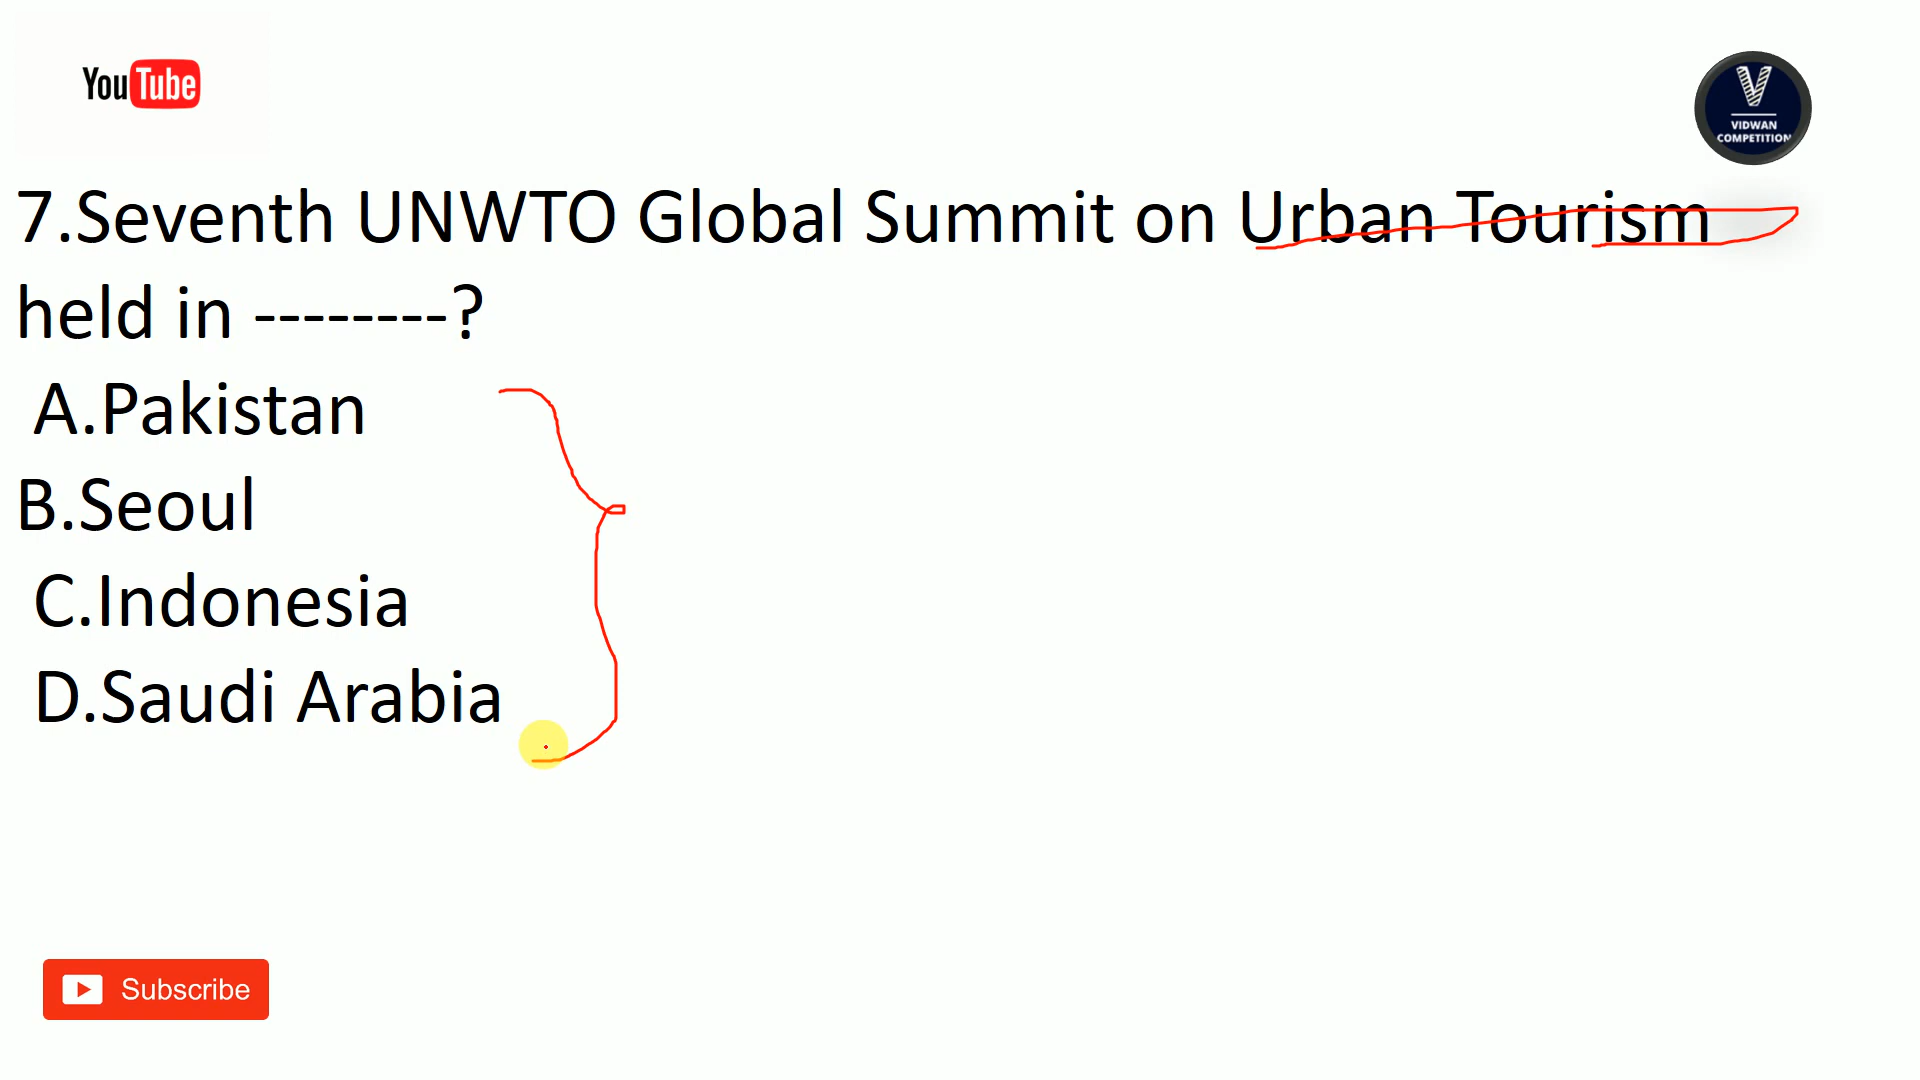 YouTube
V
VIDWAN
COMPETITION
7.Seventh UNWTO Global Summit on Urban Tourism
held in --------?
A.Pakistan
B.Seoul
C.Indonesia
D.Saudi Arabia
Subscribe